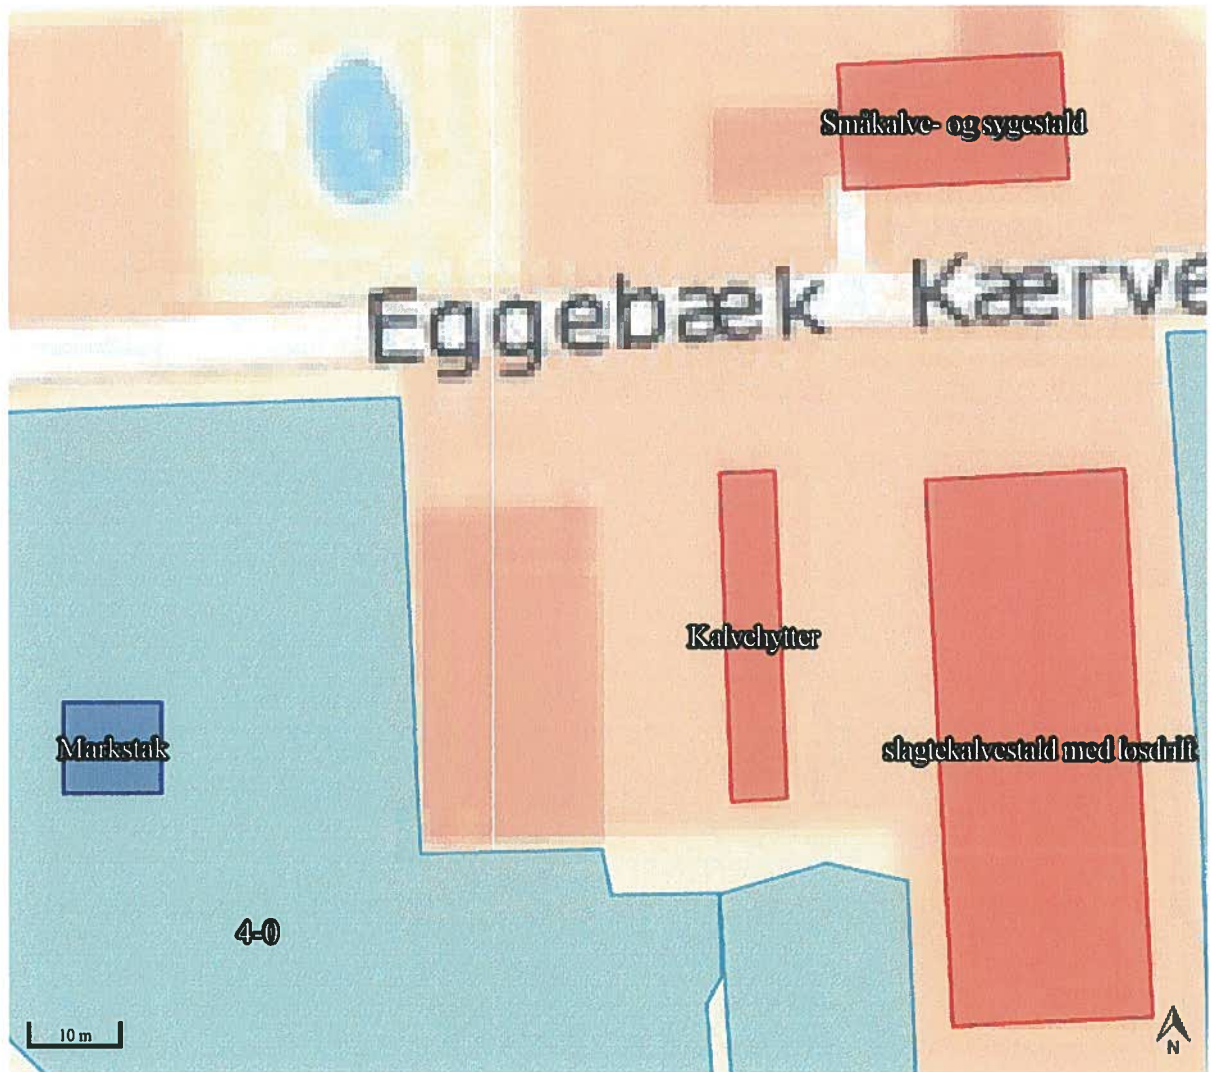 Småkalve- og sygestald
Eggebæk Kærve
Kalvehytter
Markstak
slagtekalvestald med løsdrift
4-0
10 m
N